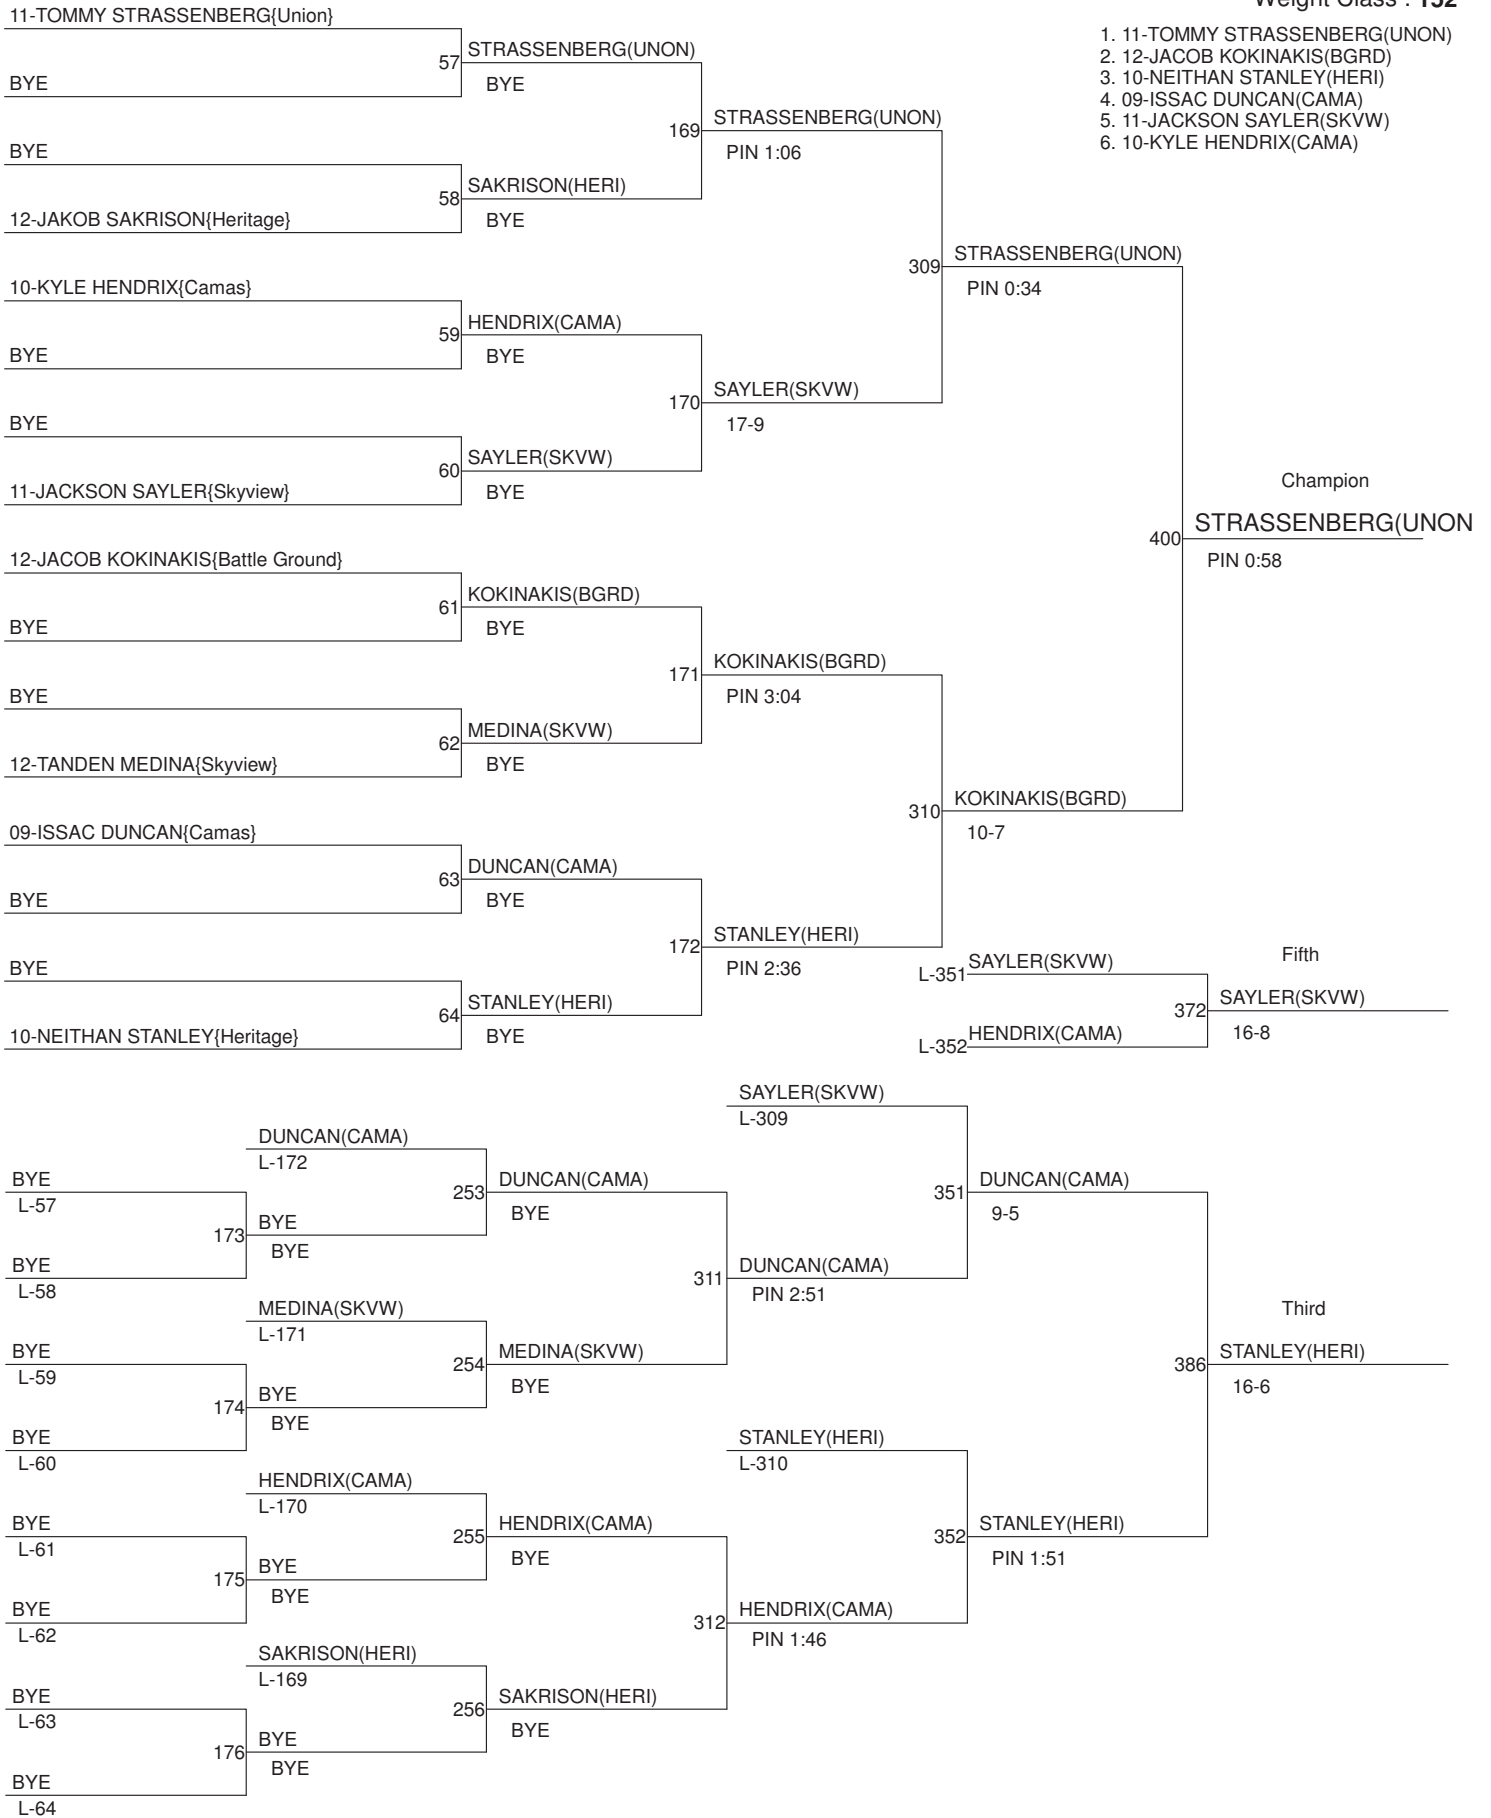 Weight Class : 152
1. 11-TOMMY STRASSENBERG(UNON)
2. 12-JACOB KOKINAKIS(BGRD)
3. 10-NEITHAN STANLEY(HERI)
4. 09-ISSAC DUNCAN(CAMA)
5. 11-JACKSON SAYLER(SKVW)
6. 10-KYLE HENDRIX(CAMA)
11-TOMMY STRASSENBERG{Union}
57
STRASSENBERG(UNON)
BYE
BYE
169
STRASSENBERG(UNON)
PIN 1:06
BYE
58
SAKRISON(HERI)
BYE
12-JAKOB SAKRISON{Heritage}
309
STRASSENBERG(UNON)
PIN 0:34
10-KYLE HENDRIX{Camas}
59
HENDRIX(CAMA)
BYE
BYE
170
SAYLER(SKVW)
17-9
BYE
60
SAYLER(SKVW)
BYE
11-JACKSON SAYLER{Skyview}
Champion
400
STRASSENBERG(UNON
PIN 0:58
12-JACOB KOKINAKIS{Battle Ground}
61
KOKINAKIS(BGRD)
BYE
BYE
171
KOKINAKIS(BGRD)
PIN 3:04
BYE
62
MEDINA(SKVW)
BYE
12-TANDEN MEDINA{Skyview}
310
KOKINAKIS(BGRD)
10-7
09-ISSAC DUNCAN{Camas}
63
DUNCAN(CAMA)
BYE
BYE
172
STANLEY(HERI)
PIN 2:36
BYE
64
STANLEY(HERI)
BYE
10-NEITHAN STANLEY{Heritage}
L-351
SAYLER(SKVW)
Fifth
372
SAYLER(SKVW)
16-8
L-352
HENDRIX(CAMA)
SAYLER(SKVW)
L-309
DUNCAN(CAMA)
L-172
BYE
L-57
173
BYE
BYE
BYE
L-58
253
DUNCAN(CAMA)
BYE
351
DUNCAN(CAMA)
9-5
311
DUNCAN(CAMA)
PIN 2:51
MEDINA(SKVW)
L-171
BYE
L-59
174
BYE
BYE
BYE
L-60
254
MEDINA(SKVW)
BYE
Third
386
STANLEY(HERI)
16-6
STANLEY(HERI)
L-310
HENDRIX(CAMA)
L-170
BYE
L-61
175
BYE
BYE
BYE
L-62
255
HENDRIX(CAMA)
BYE
352
STANLEY(HERI)
PIN 1:51
312
HENDRIX(CAMA)
PIN 1:46
SAKRISON(HERI)
L-169
BYE
L-63
176
BYE
BYE
BYE
L-64
256
SAKRISON(HERI)
BYE